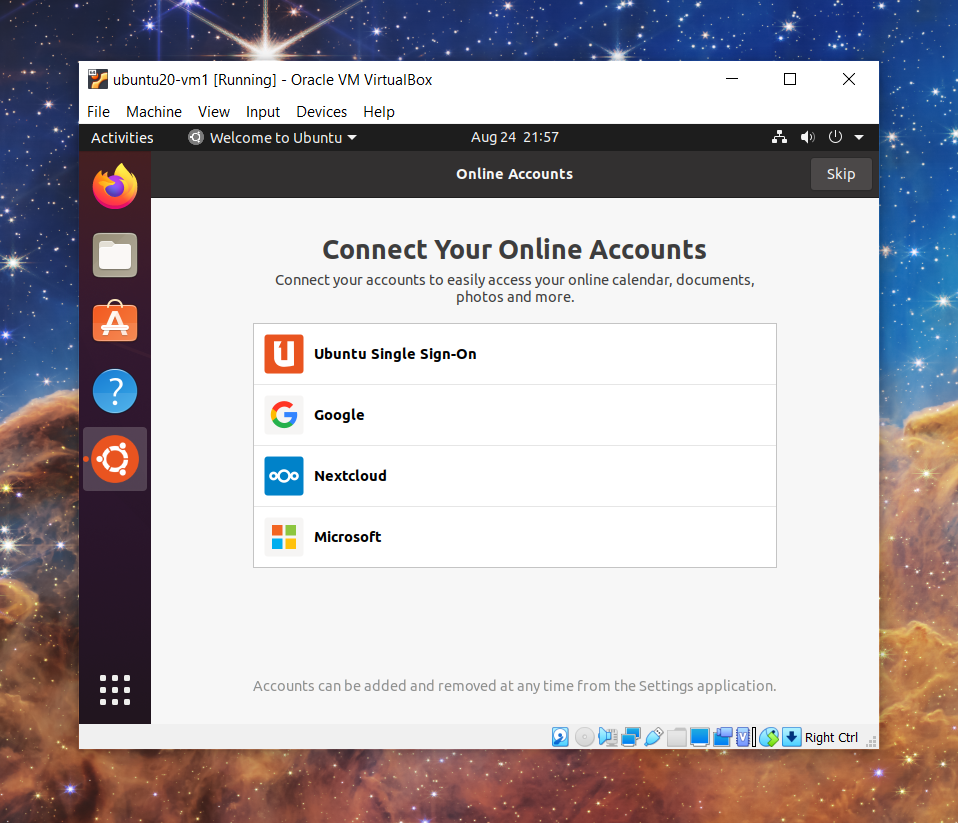 ubuntu20-vm1 [Running] - Oracle VM VirtualBox
File Machine View Input Devices Help
Activities Welcome to Ubuntu Aug 24 21:57
Online Accounts Skip
Connect Your Online Accounts
Connect your accounts to easily access your online calendar, documents,
photos and more.
Ubuntu Single Sign-On
Google
Nextcloud
Microsoft
Accounts can be added and removed at any time from the Settings application.
Right Ctrl